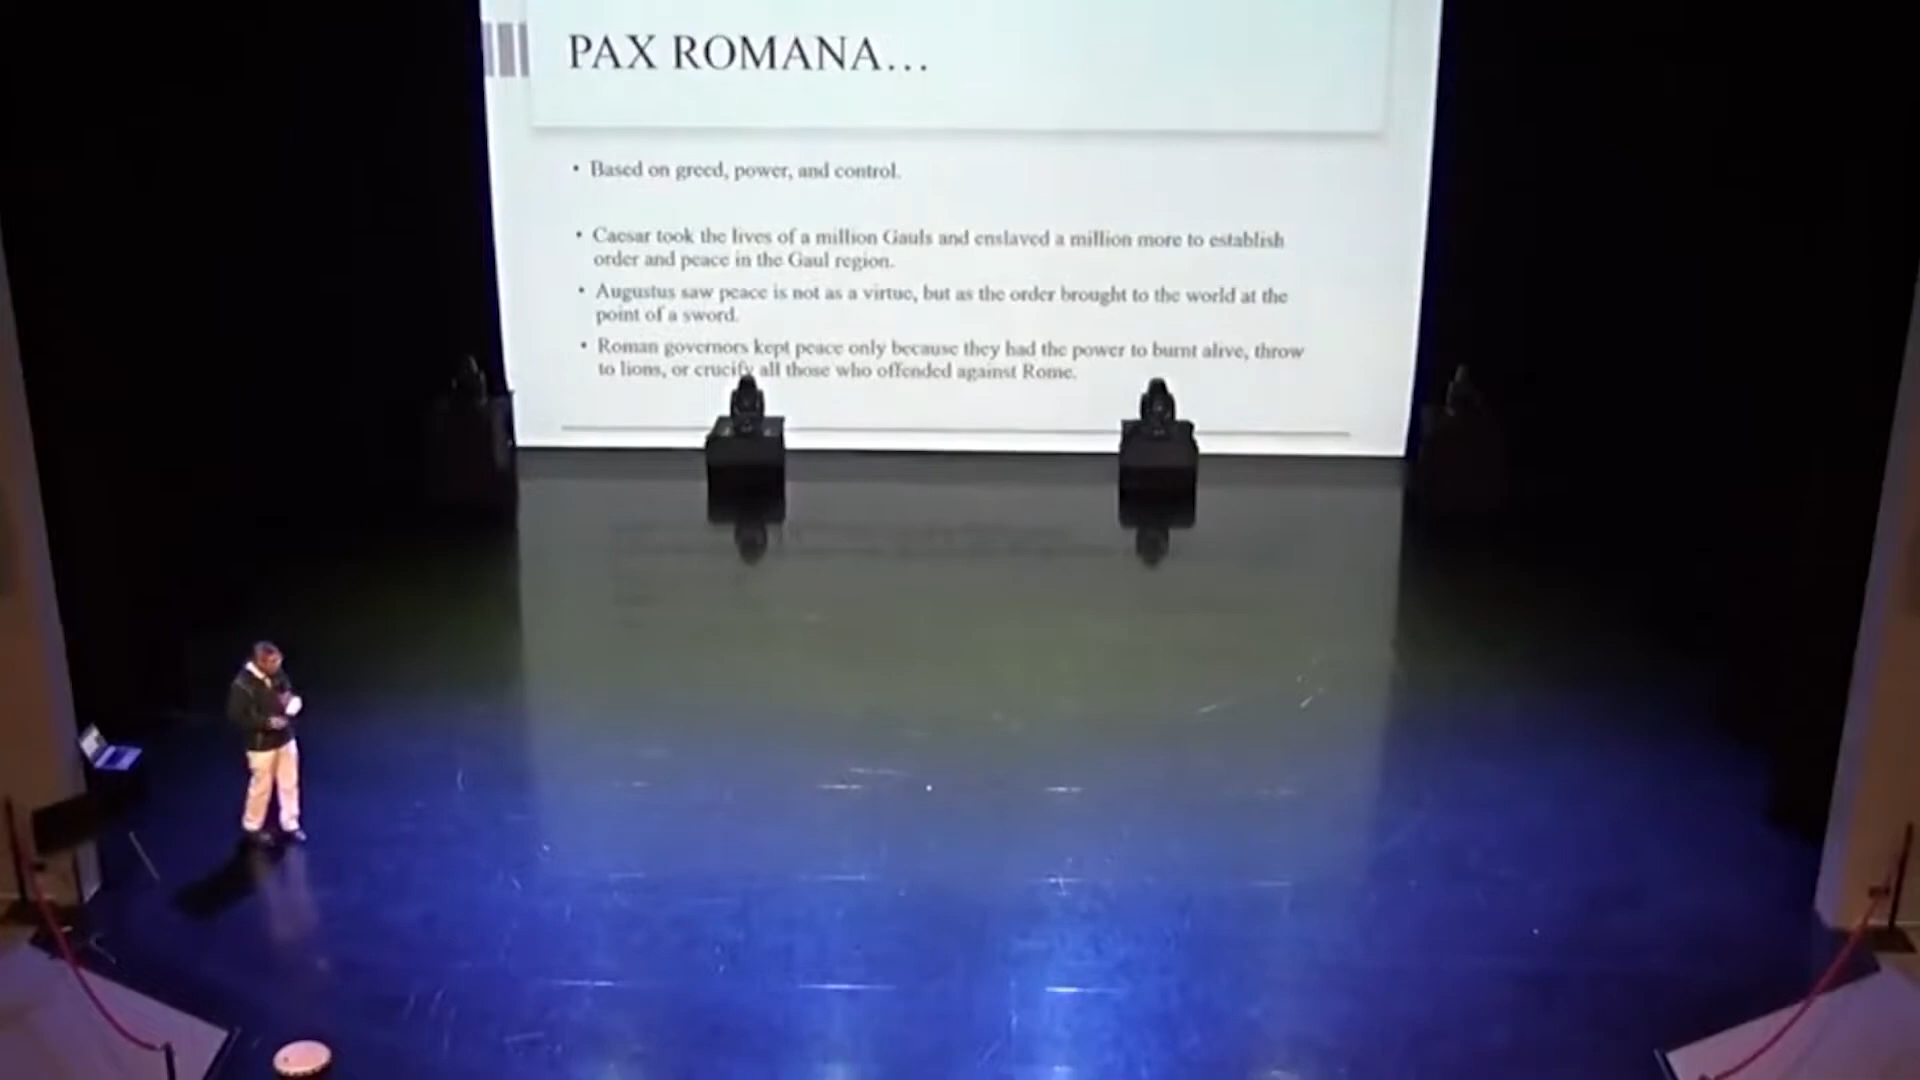 PAX ROMANA...
• Based on greed, power, and control.
• Caesar took the lives of a million Gauls and enslaved a million more to establish
order and peace in the Gaul region.
• Augustus saw peace is not as a virtue, but as the order brought to the world at the
point of a sword.
• Roman governors kept peace only because they had the power to burnt alive, throw
to lions, or crucify all those who offended against Rome.